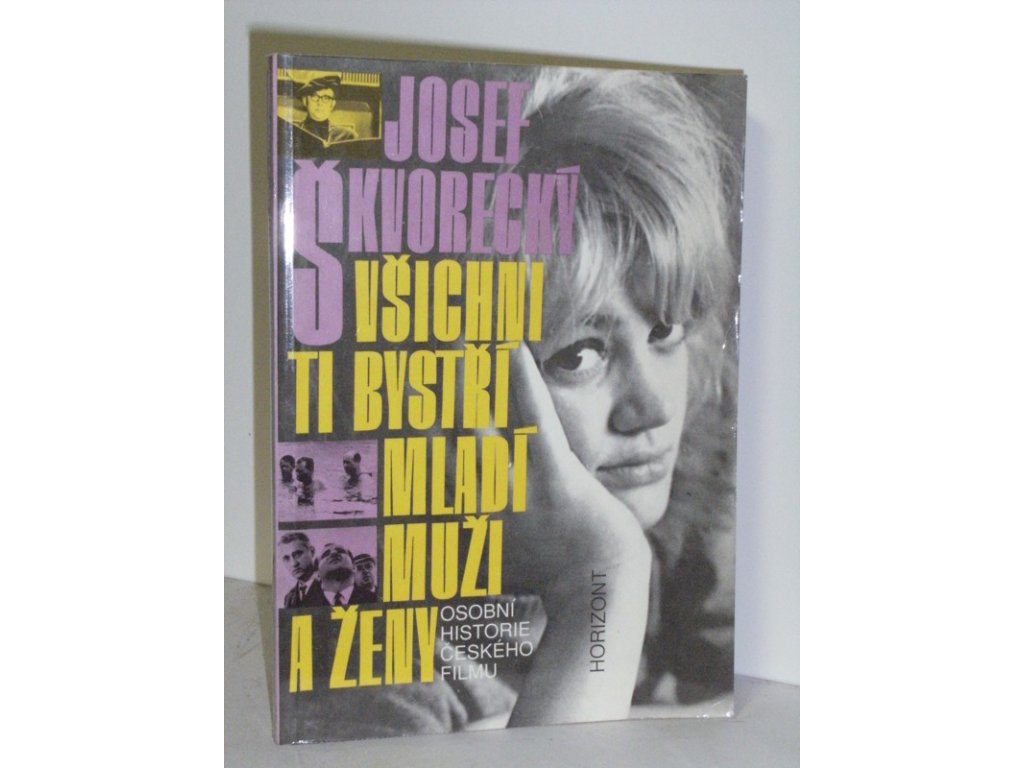 JOSEF
ŠKVORECKÝ
VŠICHNI
TI BYSTŘÍ
MLADÍ
MUŽI
A ŽENY
OSOBNÍ
HISTORIE
ČESKÉHO
FILMU
HORIZONT